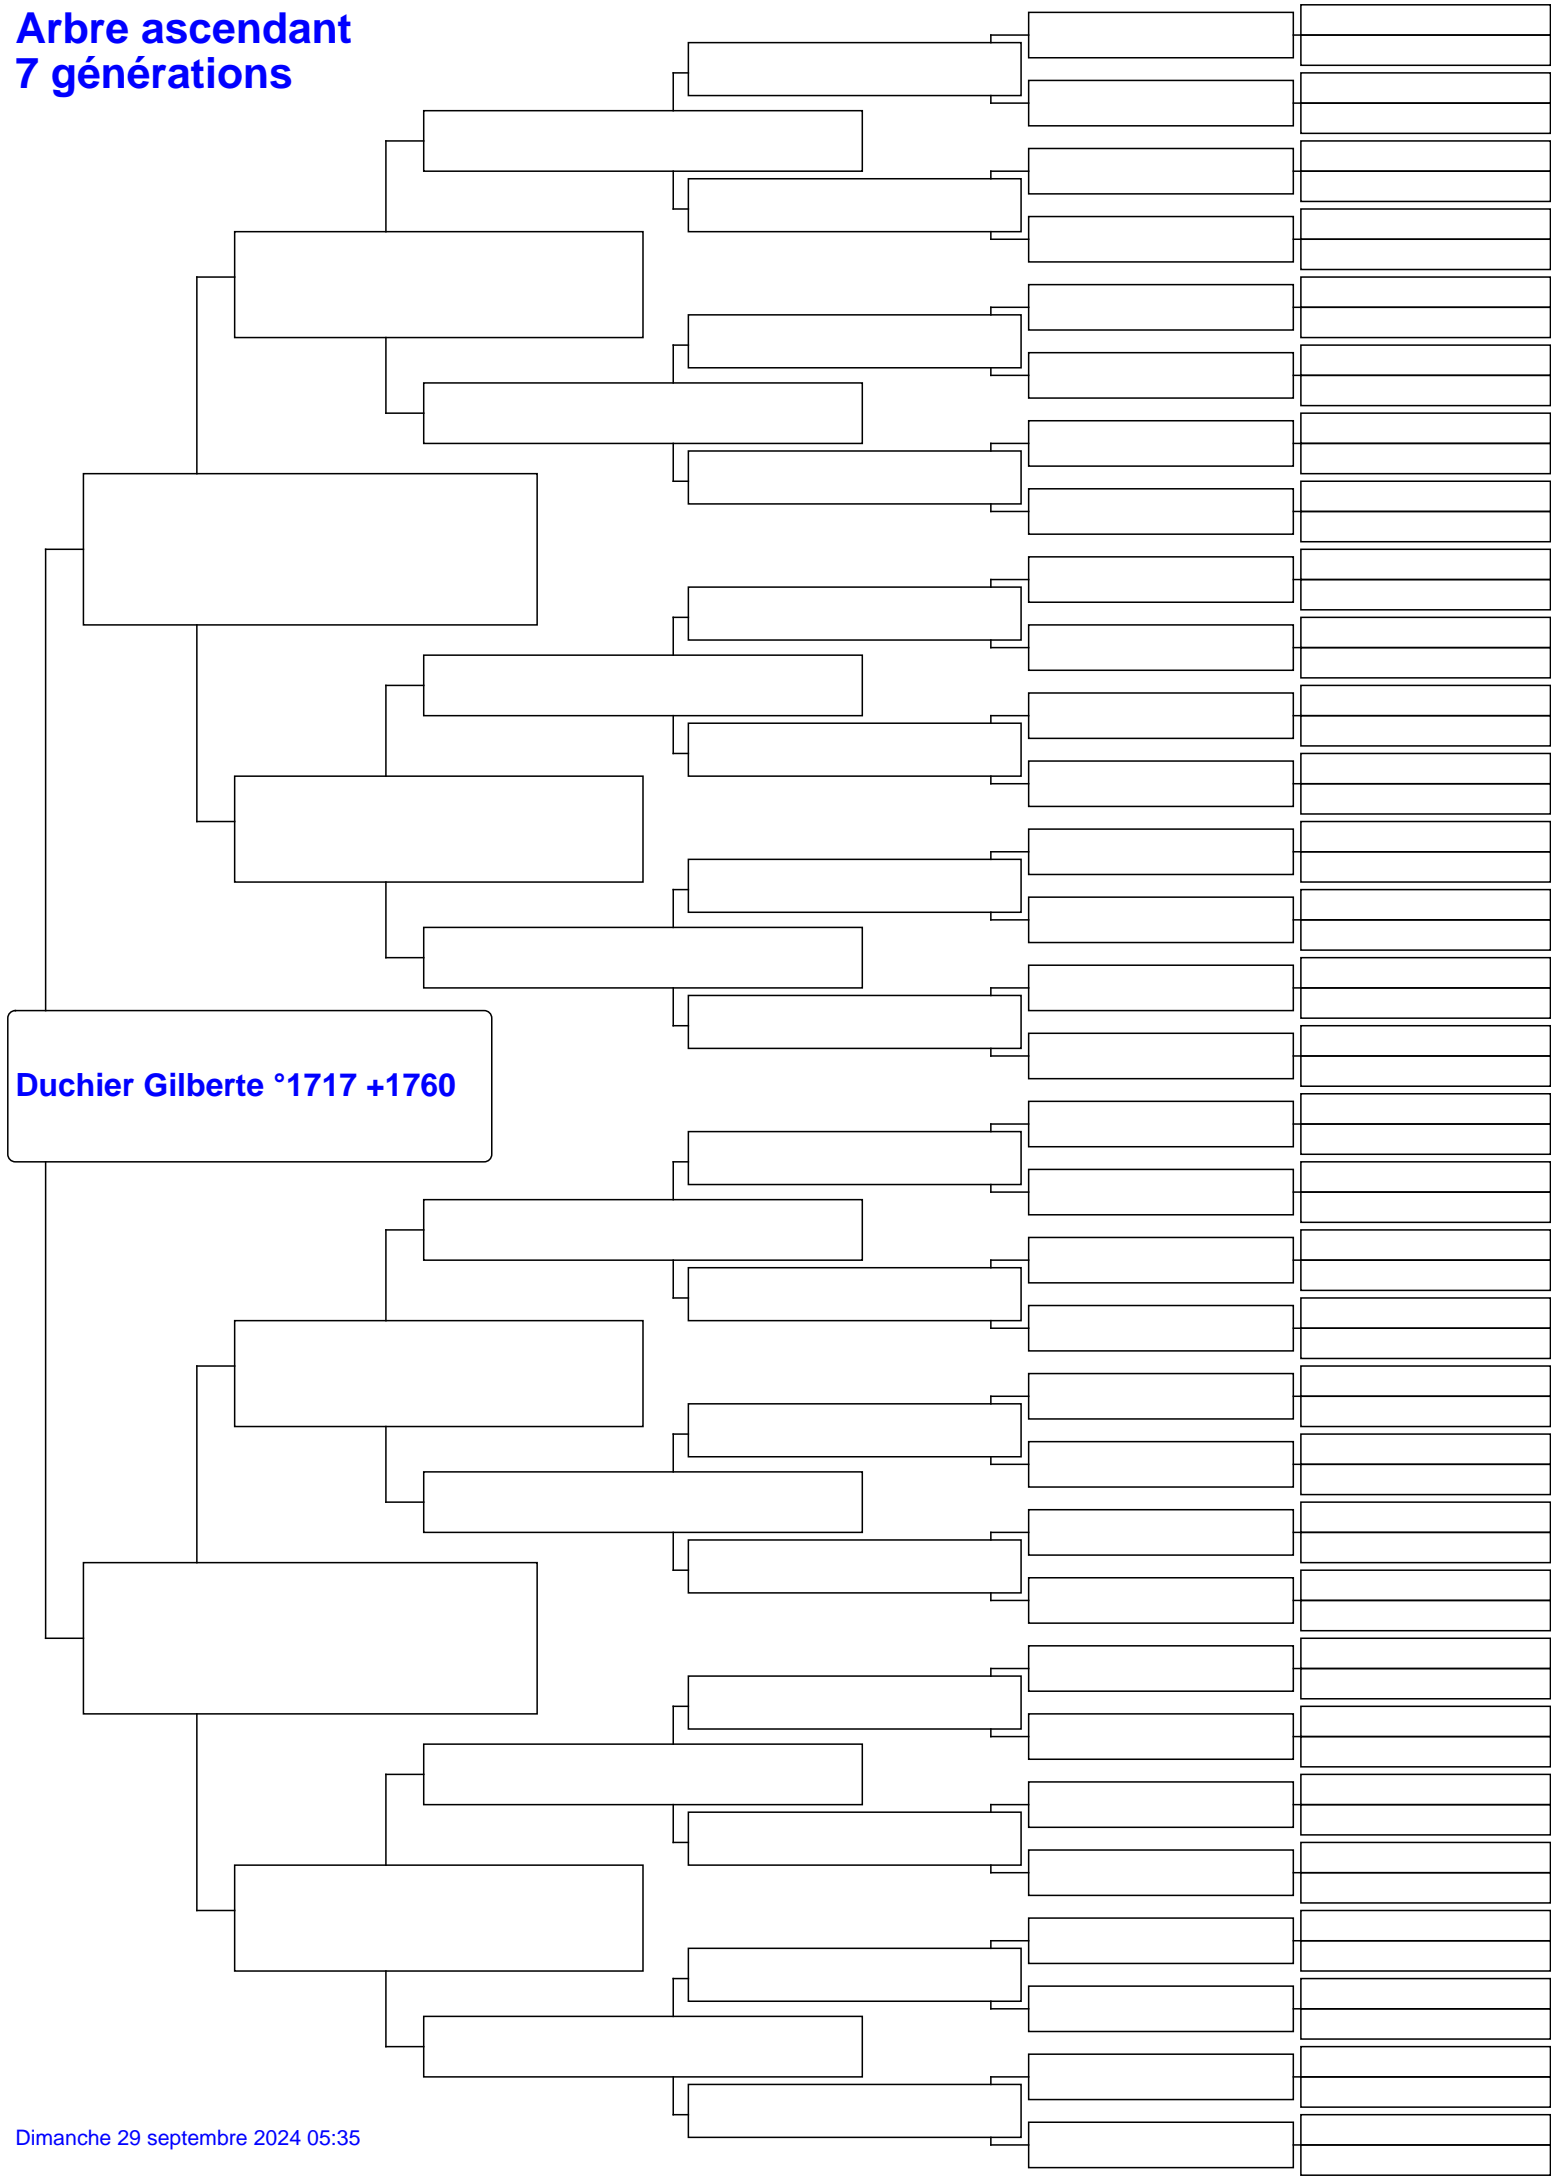 Arbre ascendant
7 générations
Duchier Gilberte °1717 +1760
Dimanche 29 septembre 2024 05:35